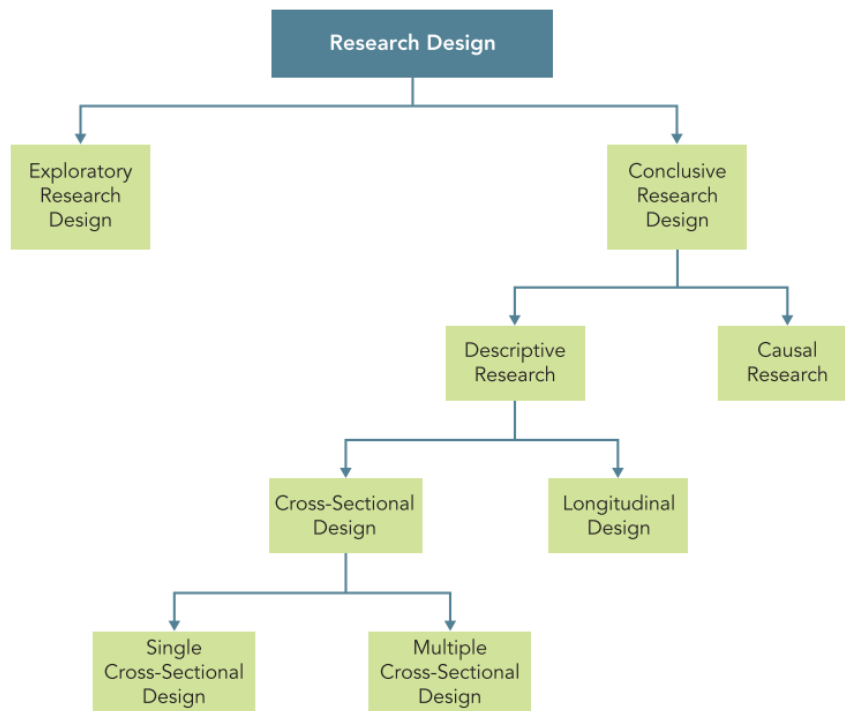 Research Design
Exploratory
Research
Design
Conclusive
Research
Design
Descriptive
Research
Causal
Research
Cross-Sectional
Design
Longitudinal
Design
Single
Cross-Sectional
Design
Multiple
Cross-Sectional
Design